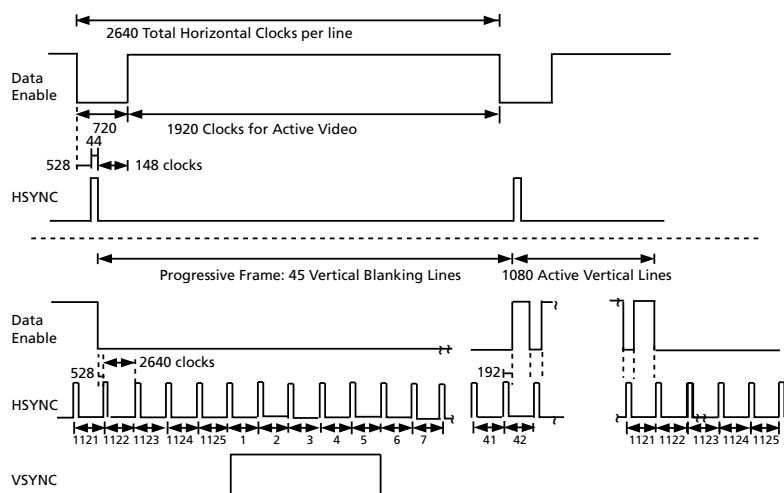 2640 Total Horizontal Clocks per line
Data
Enable
720
1920 Clocks for Active Video
44
528
148 clocks
HSYNC
Progressive Frame: 45 Vertical Blanking Lines
1080 Active Vertical Lines
Data
Enable
528
2640 clocks
192
HSYNC
1121 1122 1123 1124 1125 1 2 3 4 5 6 7 41 42 1121 1122 1123 1124 1125
VSYNC